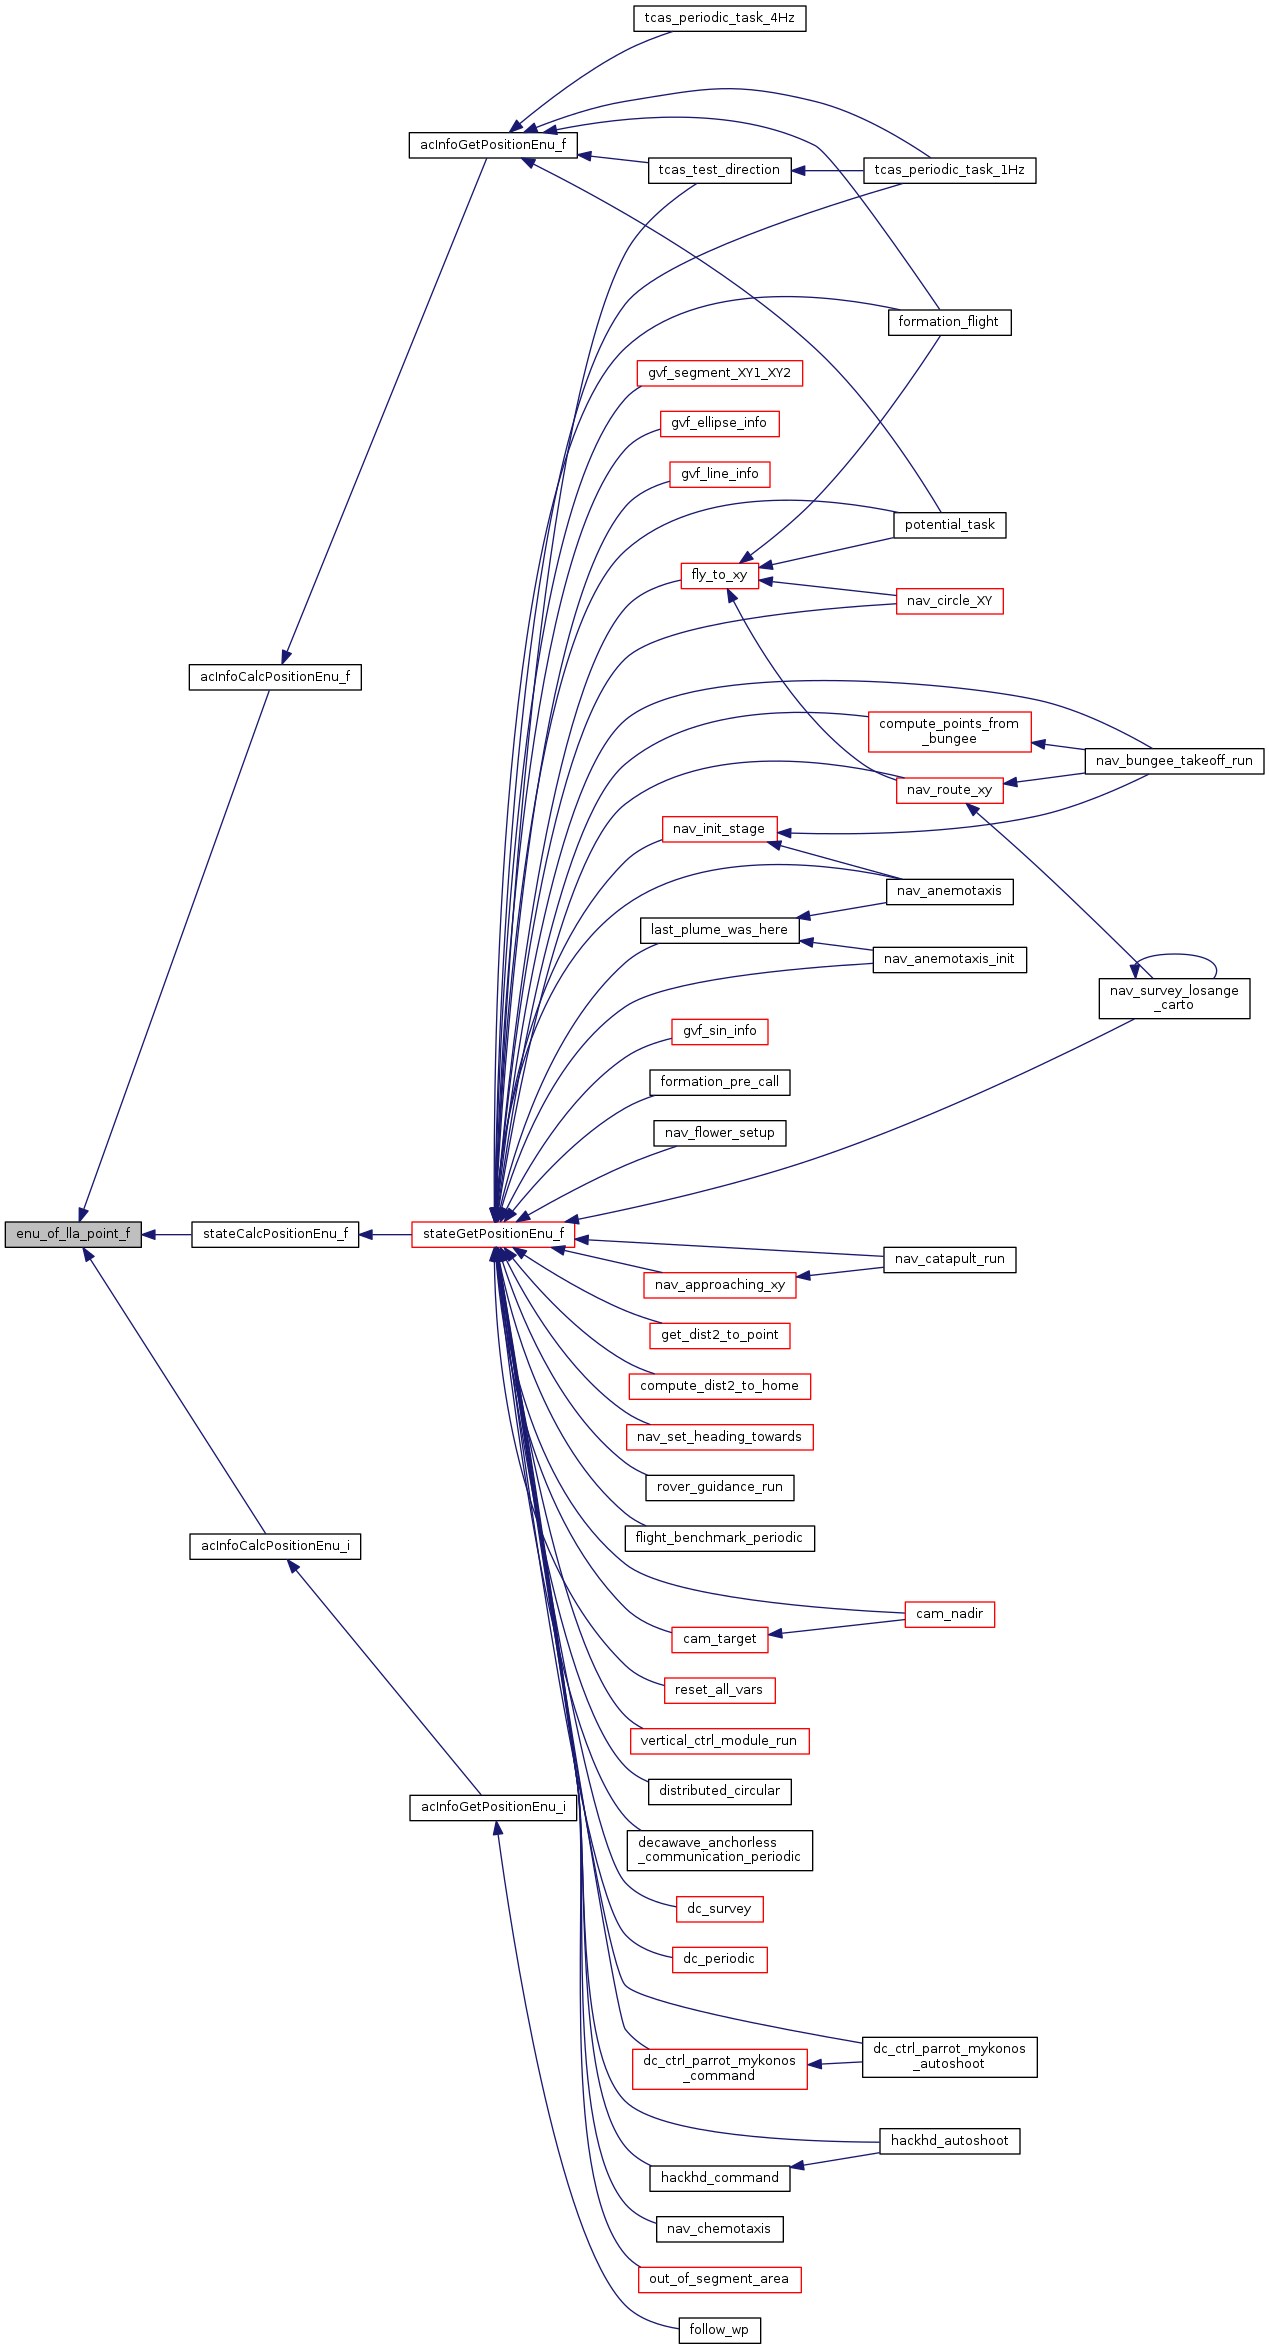 tcas_periodic_task_4Hz
acInfoGetPositionEnu_f
tcas_test_direction
tcas_periodic_task_1Hz
formation_flight
gvf_segment_XY1_XY2
gvf_ellipse_info
gvf_line_info
potential_task
fly_to_xy
nav_circle_XY
acInfoCalcPositionEnu_f
compute_points_from
_bungee
nav_bungee_takeoff_run
nav_route_xy
nav_init_stage
nav_anemotaxis
last_plume_was_here
nav_anemotaxis_init
nav_survey_losange
_carto
gvf_sin_info
formation_pre_call
nav_flower_setup
enu_of_lla_point_f
stateCalcPositionEnu_f
stateGetPositionEnu_f
nav_catapult_run
nav_approaching_xy
get_dist2_to_point
compute_dist2_to_home
nav_set_heading_towards
rover_guidance_run
flight_benchmark_periodic
acInfoCalcPositionEnu_i
cam_nadir
cam_target
reset_all_vars
vertical_ctrl_module_run
distributed_circular
acInfoGetPositionEnu_i
decawave_anchorless
_communication_periodic
dc_survey
dc_periodic
dc_ctrl_parrot_mykonos
_autoshoot
dc_ctrl_parrot_mykonos
_command
hackhd_autoshoot
hackhd_command
nav_chemotaxis
out_of_segment_area
follow_wp